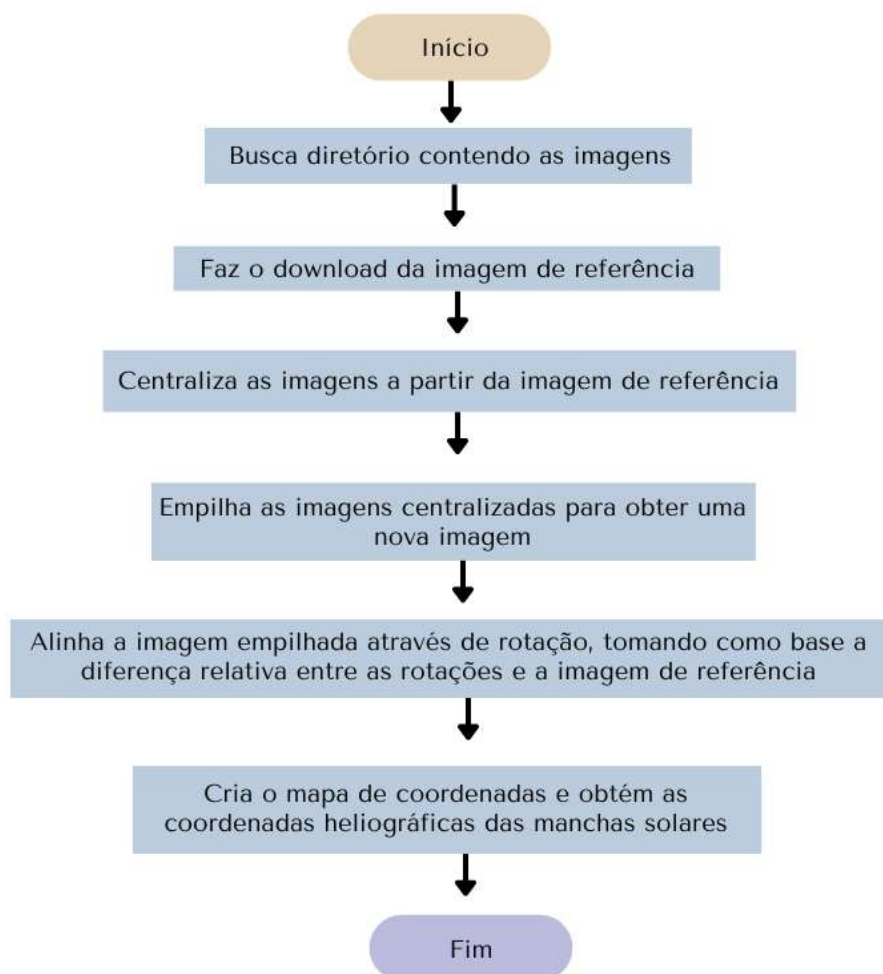 Início
Busca diretório contendo as imagens
Faz o download da imagem de referência
Centraliza as imagens a partir da imagem de referência
Empilha as imagens centralizadas para obter uma
nova imagem
Alinha a imagem empilhada através de rotação, tomando como base a
diferença relativa entre as rotações e a imagem de referência
Cria o mapa de coordenadas e obtém as
coordenadas heliográficas das manchas solares
Fim